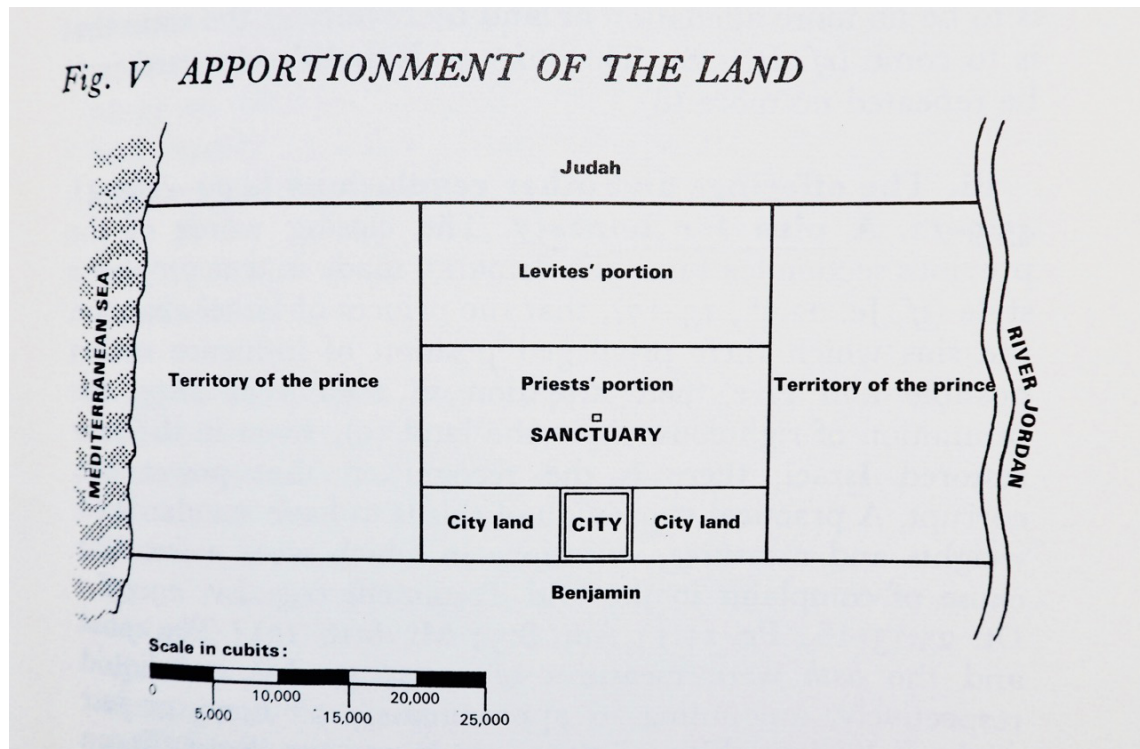 Fig. V APPORTIONMENT OF THE LAND
Judah
Levites' portion
MEDITERRANEAN SEA
Territory of the prince
Priests' portion
Territory of the prince
RIVER JORDAN
SANCTUARY
City land
CITY
City land
Benjamin
Scale in cubits:
0
10,000
20,000
5,000
15,000
25,000